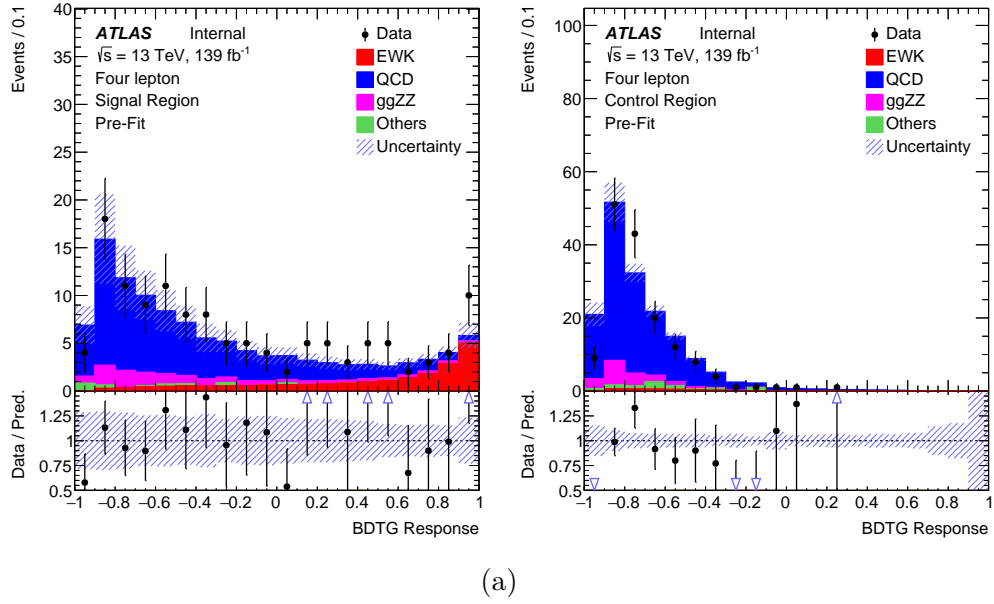 Events / 0.1
40
35
30
25
20
15
10
5
0
ATLAS Internal
√s = 13 TeV, 139 fb-1
Four lepton
Signal Region
Pre-Fit
Data
EWK
QCD
ggZZ
Others
Uncertainty
Data / Pred.
1.25
1
0.75
0.5
−1 −0.8 −0.6 −0.4 −0.2 0 0.2 0.4 0.6 0.8 1
BDTG Response
Events / 0.1
100
80
60
40
20
0
ATLAS Internal
√s = 13 TeV, 139 fb-1
Four lepton
Control Region
Pre-Fit
Data
EWK
QCD
ggZZ
Others
Uncertainty
Data / Pred.
1.25
1
0.75
0.5
−1 −0.8 −0.6 −0.4 −0.2 0 0.2 0.4 0.6 0.8 1
BDTG Response
(a)